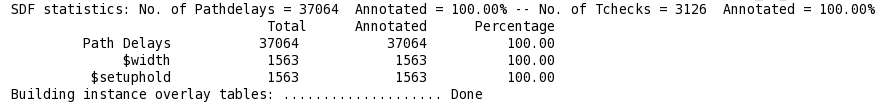 SDF statistics: No. of Pathdelays = 37064  Annotated = 100.00% -- No. of Tchecks = 3126  Annotated = 100.00%
                                Total      Annotated      Percentage
         Path Delays           37064           37064          100.00
              $width            1563            1563          100.00
          $setuphold            1563            1563          100.00
Building instance overlay tables: .................... Done